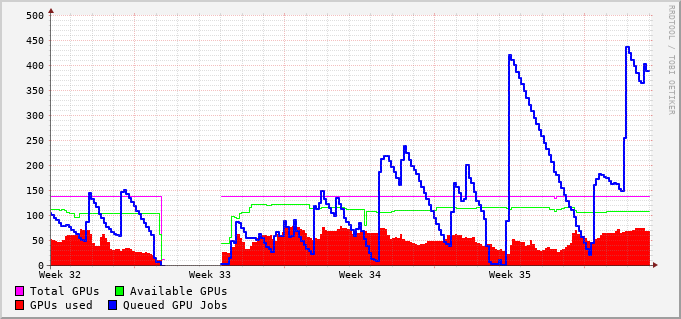 500
450
400
350
300
250
200
150
100
50
0
Week 32 Week 33 Week 34 Week 35
Total GPUs Available GPUs
GPUs used Queued GPU Jobs
RRDTOOL / TOBI OETIKER